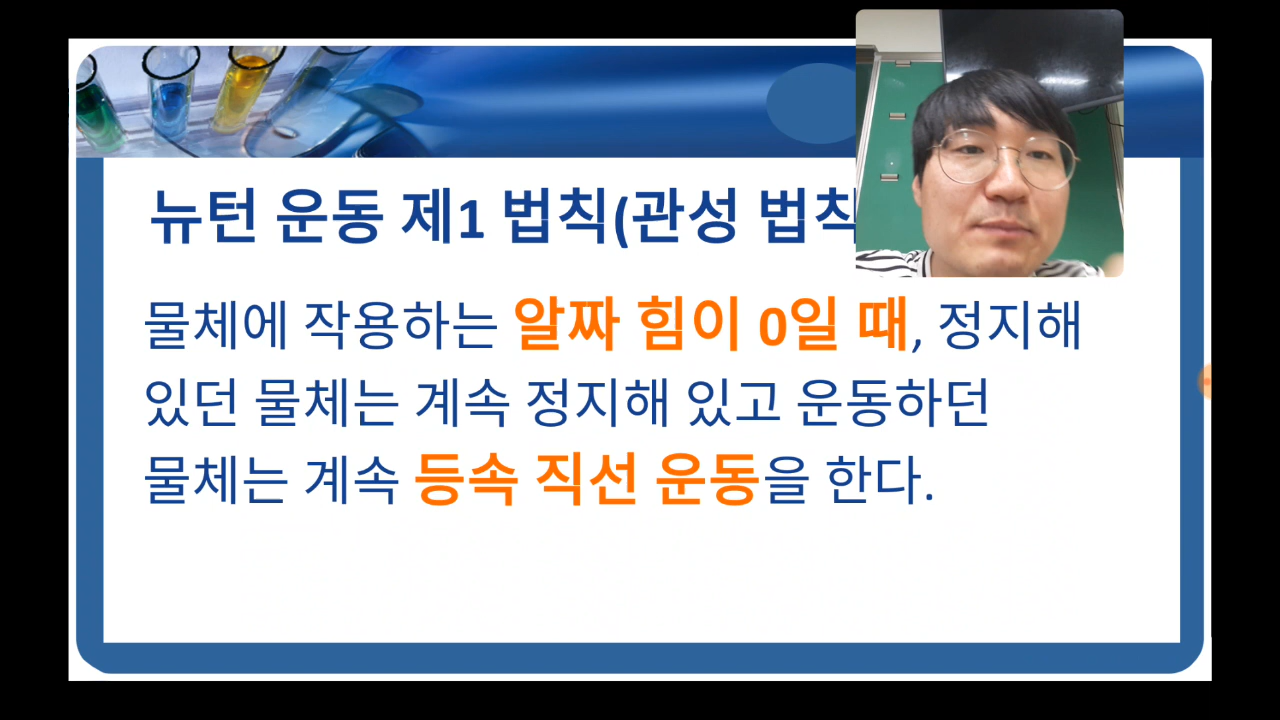 뉴턴 운동 제1 법칙(관성 법칙
물체에 작용하는 알짜 힘이 0일 때, 정지해
있던 물체는 계속 정지해 있고 운동하던
물체는 계속 등속 직선 운동을 한다.